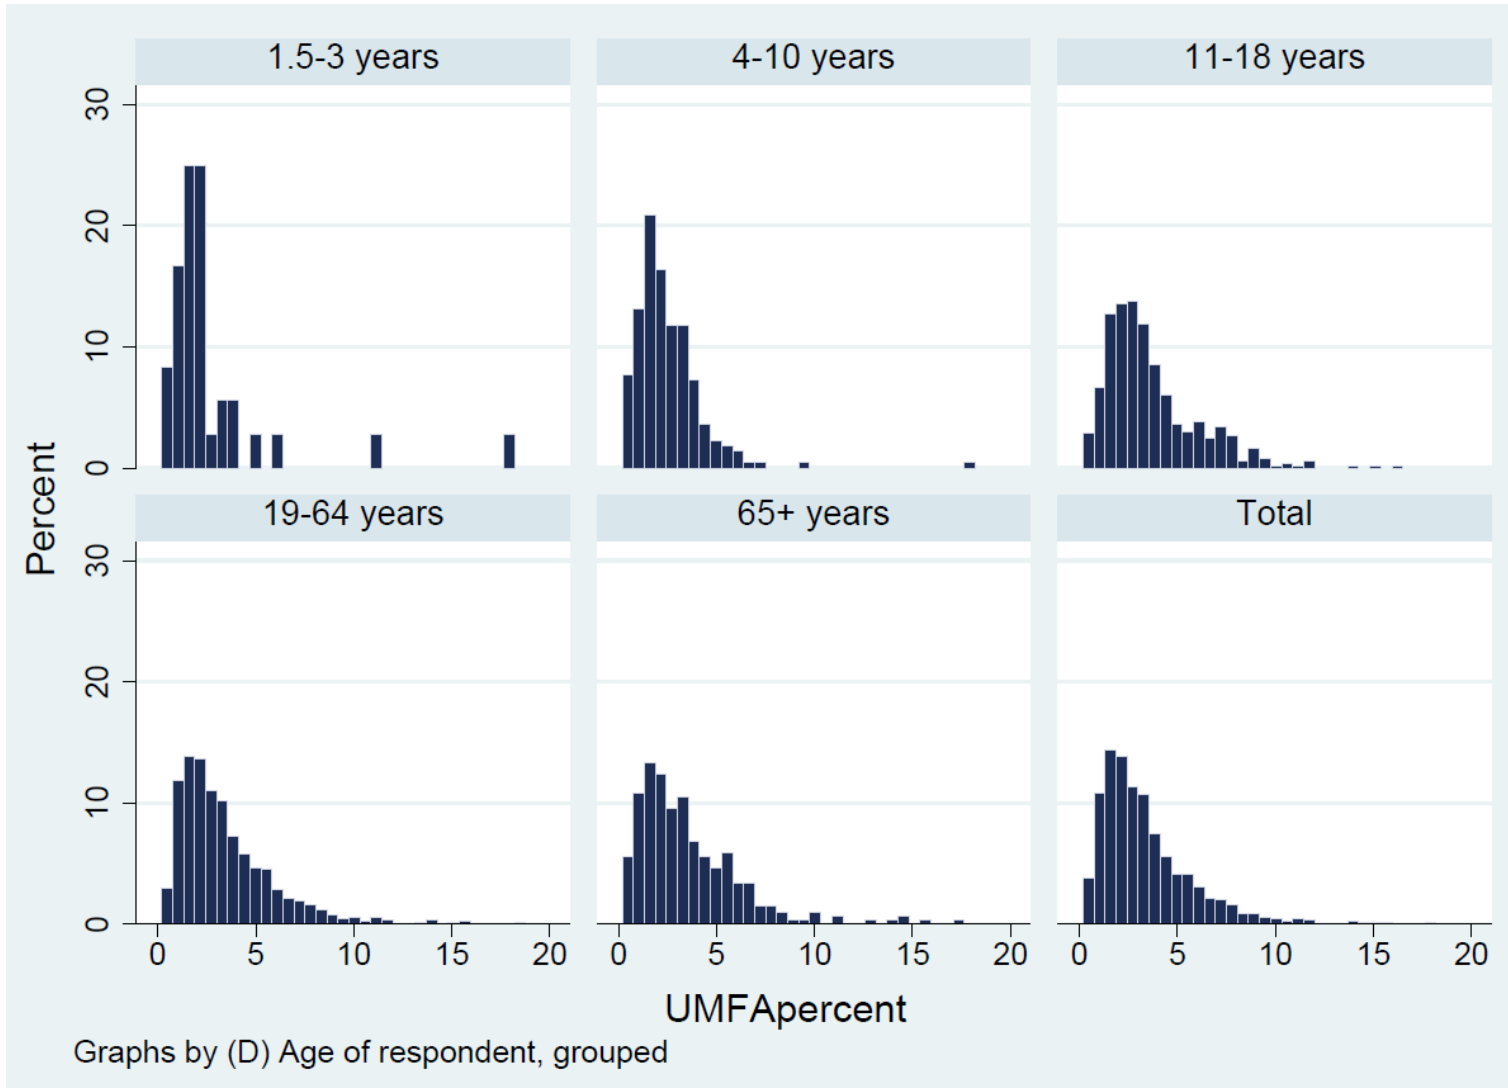 1.5-3 years 4-10 years 11-18 years
30
20
10
0
19-64 years 65+ years Total
30
20
10
0
0 5 10 15 20 0 5 10 15 20 0 5 10 15 20
Percent
UMFApercent
Graphs by (D) Age of respondent, grouped